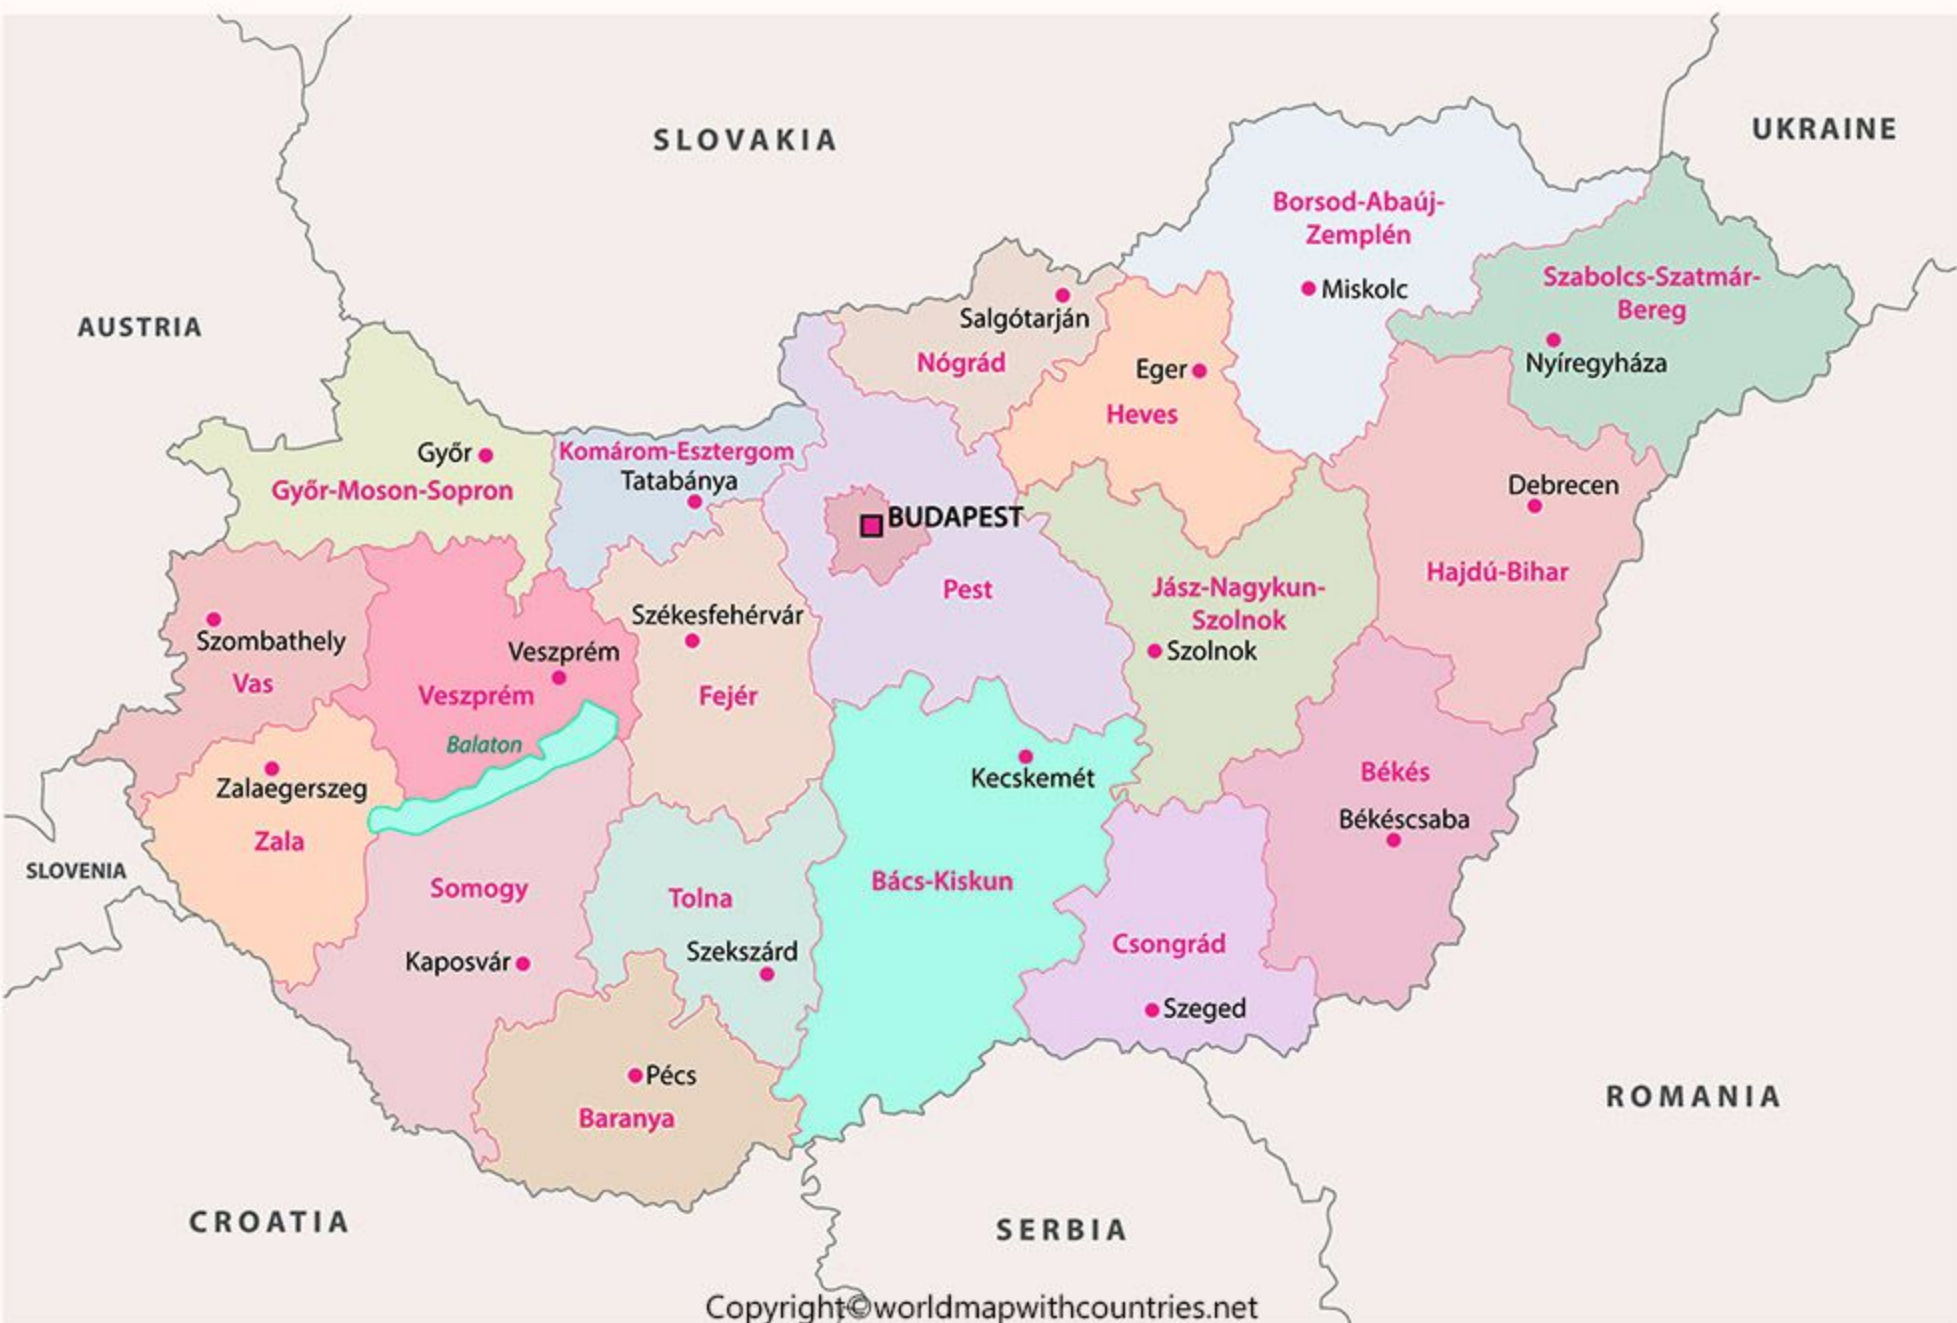 SLOVAKIA
UKRAINE
AUSTRIA
Borsod-Abaúj-
Zemplén
Miskolc
Szabolcs-Szatmár-
Bereg
Nyíregyháza
Salgótarján
Nógrád
Eger
Heves
Győr
Győr-Moson-Sopron
Komárom-Esztergom
Tatabánya
BUDAPEST
Pest
Debrecen
Hajdú-Bihar
Jász-Nagykun-
Szolnok
Szolnok
Székesfehérvár
Fejér
Szombathely
Vas
Veszprém
Veszprém
Balaton
Zalaegerszeg
Zala
SLOVENIA
Kecskemét
Békés
Békéscsaba
Somogy
Kaposvár
Tolna
Szekszárd
Bács-Kiskun
Csongrád
Szeged
Pécs
Baranya
ROMANIA
CROATIA
SERBIA
Copyright©worldmapwithcountries.net